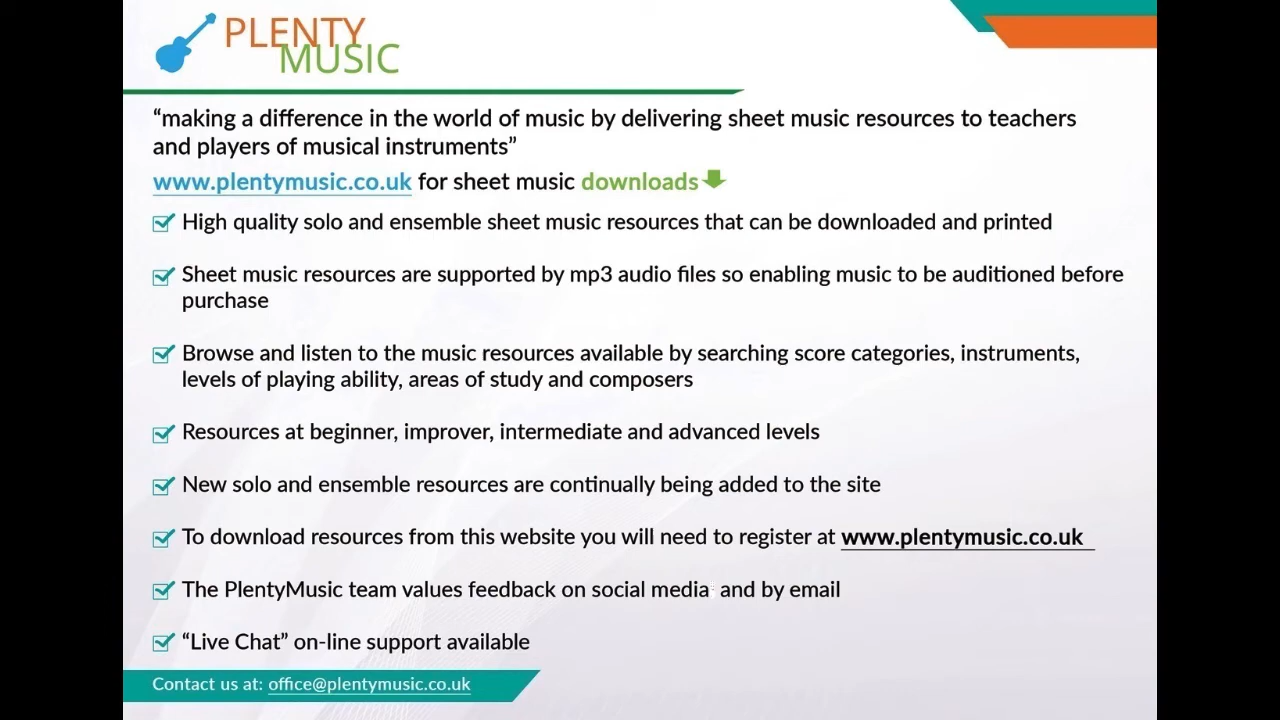 PLENTY
MUSIC
“making a difference in the world of music by delivering sheet music resources to teachers
and players of musical instruments”
www.plentymusic.co.uk for sheet music downloads
High quality solo and ensemble sheet music resources that can be downloaded and printed
Sheet music resources are supported by mp3 audio files so enabling music to be auditioned before
purchase
Browse and listen to the music resources available by searching score categories, instruments,
levels of playing ability, areas of study and composers
Resources at beginner, improver, intermediate and advanced levels
New solo and ensemble resources are continually being added to the site
To download resources from this website you will need to register at www.plentymusic.co.uk
The PlentyMusic team values feedback on social media and by email
“Live Chat” on-line support available
Contact us at: office@plentymusic.co.uk